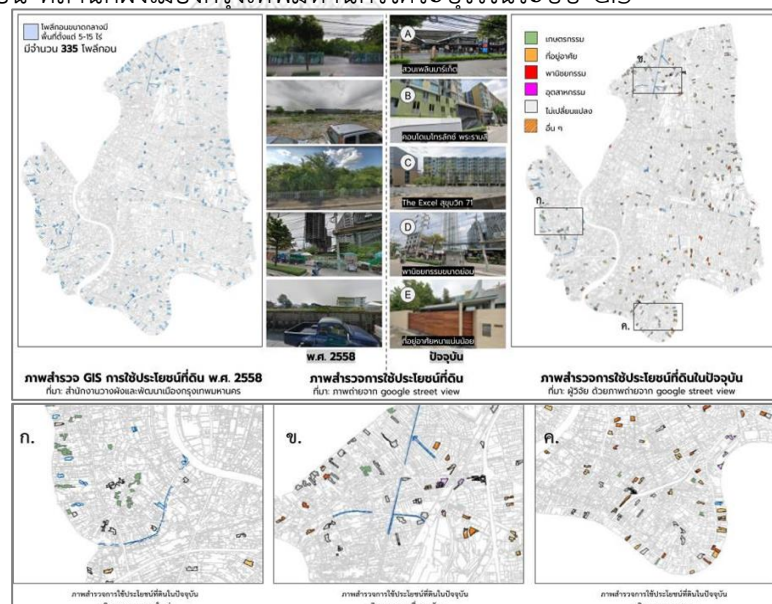 โพลีกอนขนาดกลางมี
พื้นที่ตั้งแต่ 5-15 ไร่
มีจำนวน 335 โพลีกอน
A
สวนเพลินมาร์เก็ต
B
คอนโดเมโทรลักซ์ พระราม4
C
The Excel สุขุมวิท 71
D
พาณิชยกรรมขนาดย่อม
E
ที่อยู่อาศัยหนาแน่นน้อย
พ.ศ. 2558
ปัจจุบัน
เกษตรกรรม
ที่อยู่อาศัย
พาณิชยกรรม
อุตสาหกรรม
ไม่เปลี่ยนแปลง
อื่น ๆ
ข.
ก.
ค.
ภาพสำรวจ GIS การใช้ประโยชน์ที่ดิน พ.ศ. 2558
ที่มา: สำนักงานวางผังและพัฒนาเมืองกรุงเทพมหานคร
ภาพสำรวจการใช้ประโยชน์ที่ดิน
ที่มา: ภาพถ่ายจาก google street view
ภาพสำรวจการใช้ประโยชน์ที่ดินในปัจจุบัน
ที่มา: ผู้วิจัย ด้วยภาพถ่ายจาก google street view
ก.
ข.
ค.
ภาพสำรวจการใช้ประโยชน์ที่ดินในปัจจุบัน
ภาพสำรวจการใช้ประโยชน์ที่ดินในปัจจุบัน
ภาพสำรวจการใช้ประโยชน์ที่ดินในปัจจุบัน